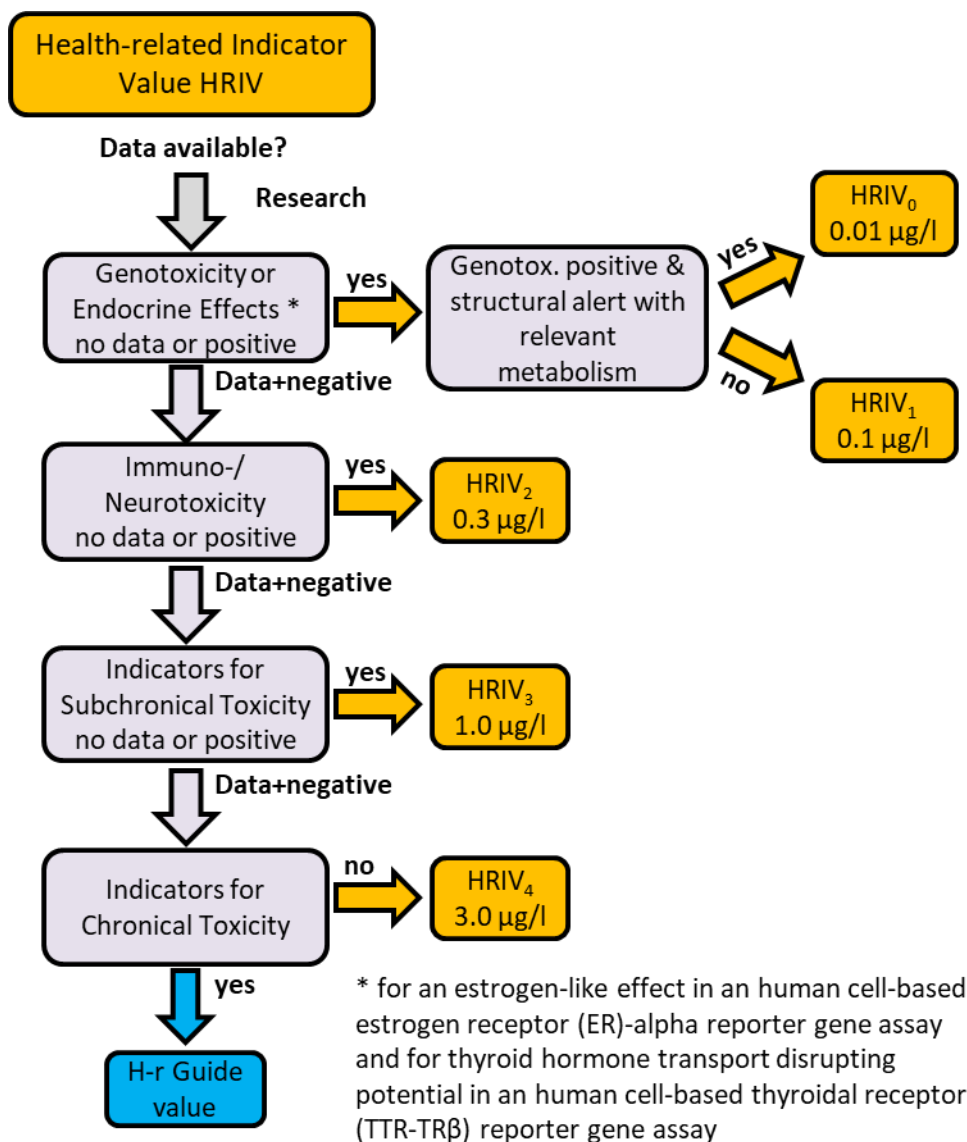 Health-related Indicator
Value HRIV
Data available?
Research
Genotoxicity or
Endocrine Effects *
no data or positive
yes
Genotox. positive &
structural alert with
relevant
metabolism
yes
HRIV₀
0.01 µg/l
no
HRIV₁
0.1 µg/l
Data+negative
Immuno-/
Neurotoxicity
no data or positive
yes
HRIV₂
0.3 µg/l
Data+negative
Indicators for
Subchronical Toxicity
no data or positive
yes
HRIV₃
1.0 µg/l
Data+negative
Indicators for
Chronical Toxicity
no
HRIV₄
3.0 µg/l
yes
H-r Guide
value
* for an estrogen-like effect in an human cell-based
estrogen receptor (ER)-alpha reporter gene assay
and for thyroid hormone transport disrupting
potential in an human cell-based thyroidal receptor
(TTR-TRβ) reporter gene assay